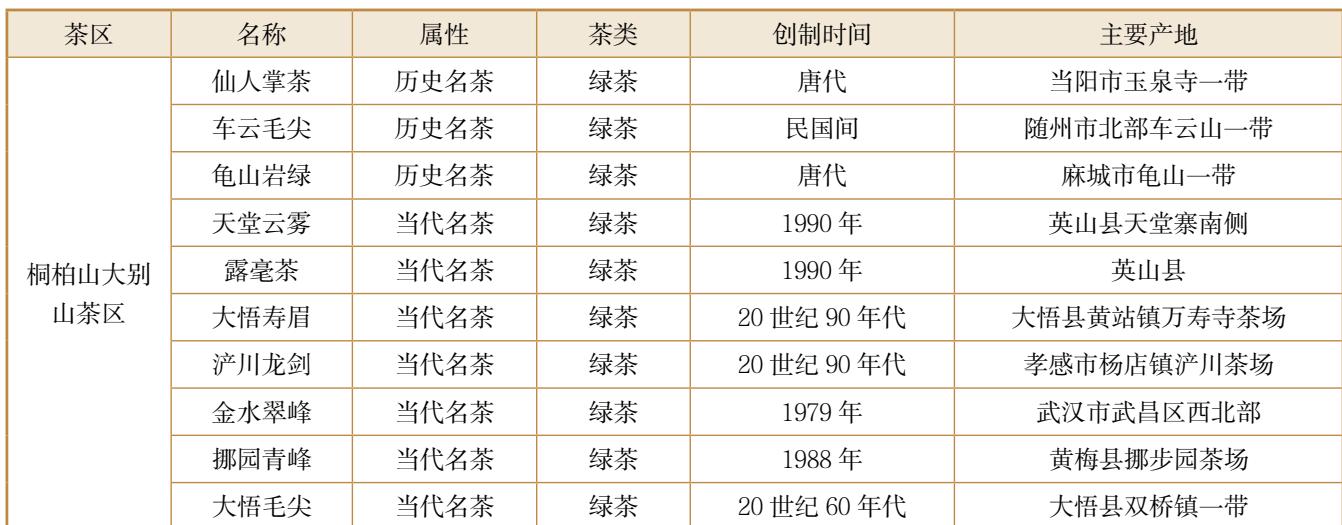 茶区 名称 属性 茶类 创制时间 主要产地
仙人掌茶 历史名茶 绿茶 唐代 当阳市玉泉寺一带
车云毛尖 历史名茶 绿茶 民国间 随州市北部车云山一带
龟山岩绿 历史名茶 绿茶 唐代 麻城市龟山一带
天堂云雾 当代名茶 绿茶 1990 年 英山县天堂寨南侧
桐柏山大别
山茶区
露毫茶 当代名茶 绿茶 1990 年 英山县
大悟寿眉 当代名茶 绿茶 20 世纪 90 年代 大悟县黄站镇万寿寺茶场
浐川龙剑 当代名茶 绿茶 20 世纪 90 年代 孝感市杨店镇浐川茶场
金水翠峰 当代名茶 绿茶 1979 年 武汉市武昌区西北部
挪园青峰 当代名茶 绿茶 1988 年 黄梅县挪步园茶场
大悟毛尖 当代名茶 绿茶 20 世纪 60 年代 大悟县双桥镇一带